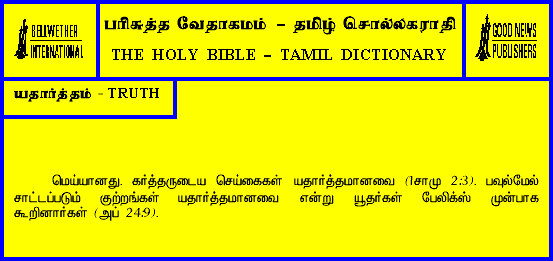 BELLWETHER
INTERNATIONAL
பரிசுத்த வேதாகமம் – தமிழ் சொல்லகராதி
THE HOLY BIBLE – TAMIL DICTIONARY
GOOD NEWS
PUBLISHERS
யதார்த்தம் - TRUTH
மெய்யானது. கர்த்தருடைய செய்கைகள் யதார்த்தமானவை (1சாமு 2:3). பவுல்மேல்
சாட்டப்படும் குற்றங்கள் யதார்த்தமானவை என்று யூதர்கள் பேலிக்ஸ் முன்பாக
கூறினார்கள் (அப் 24:9).